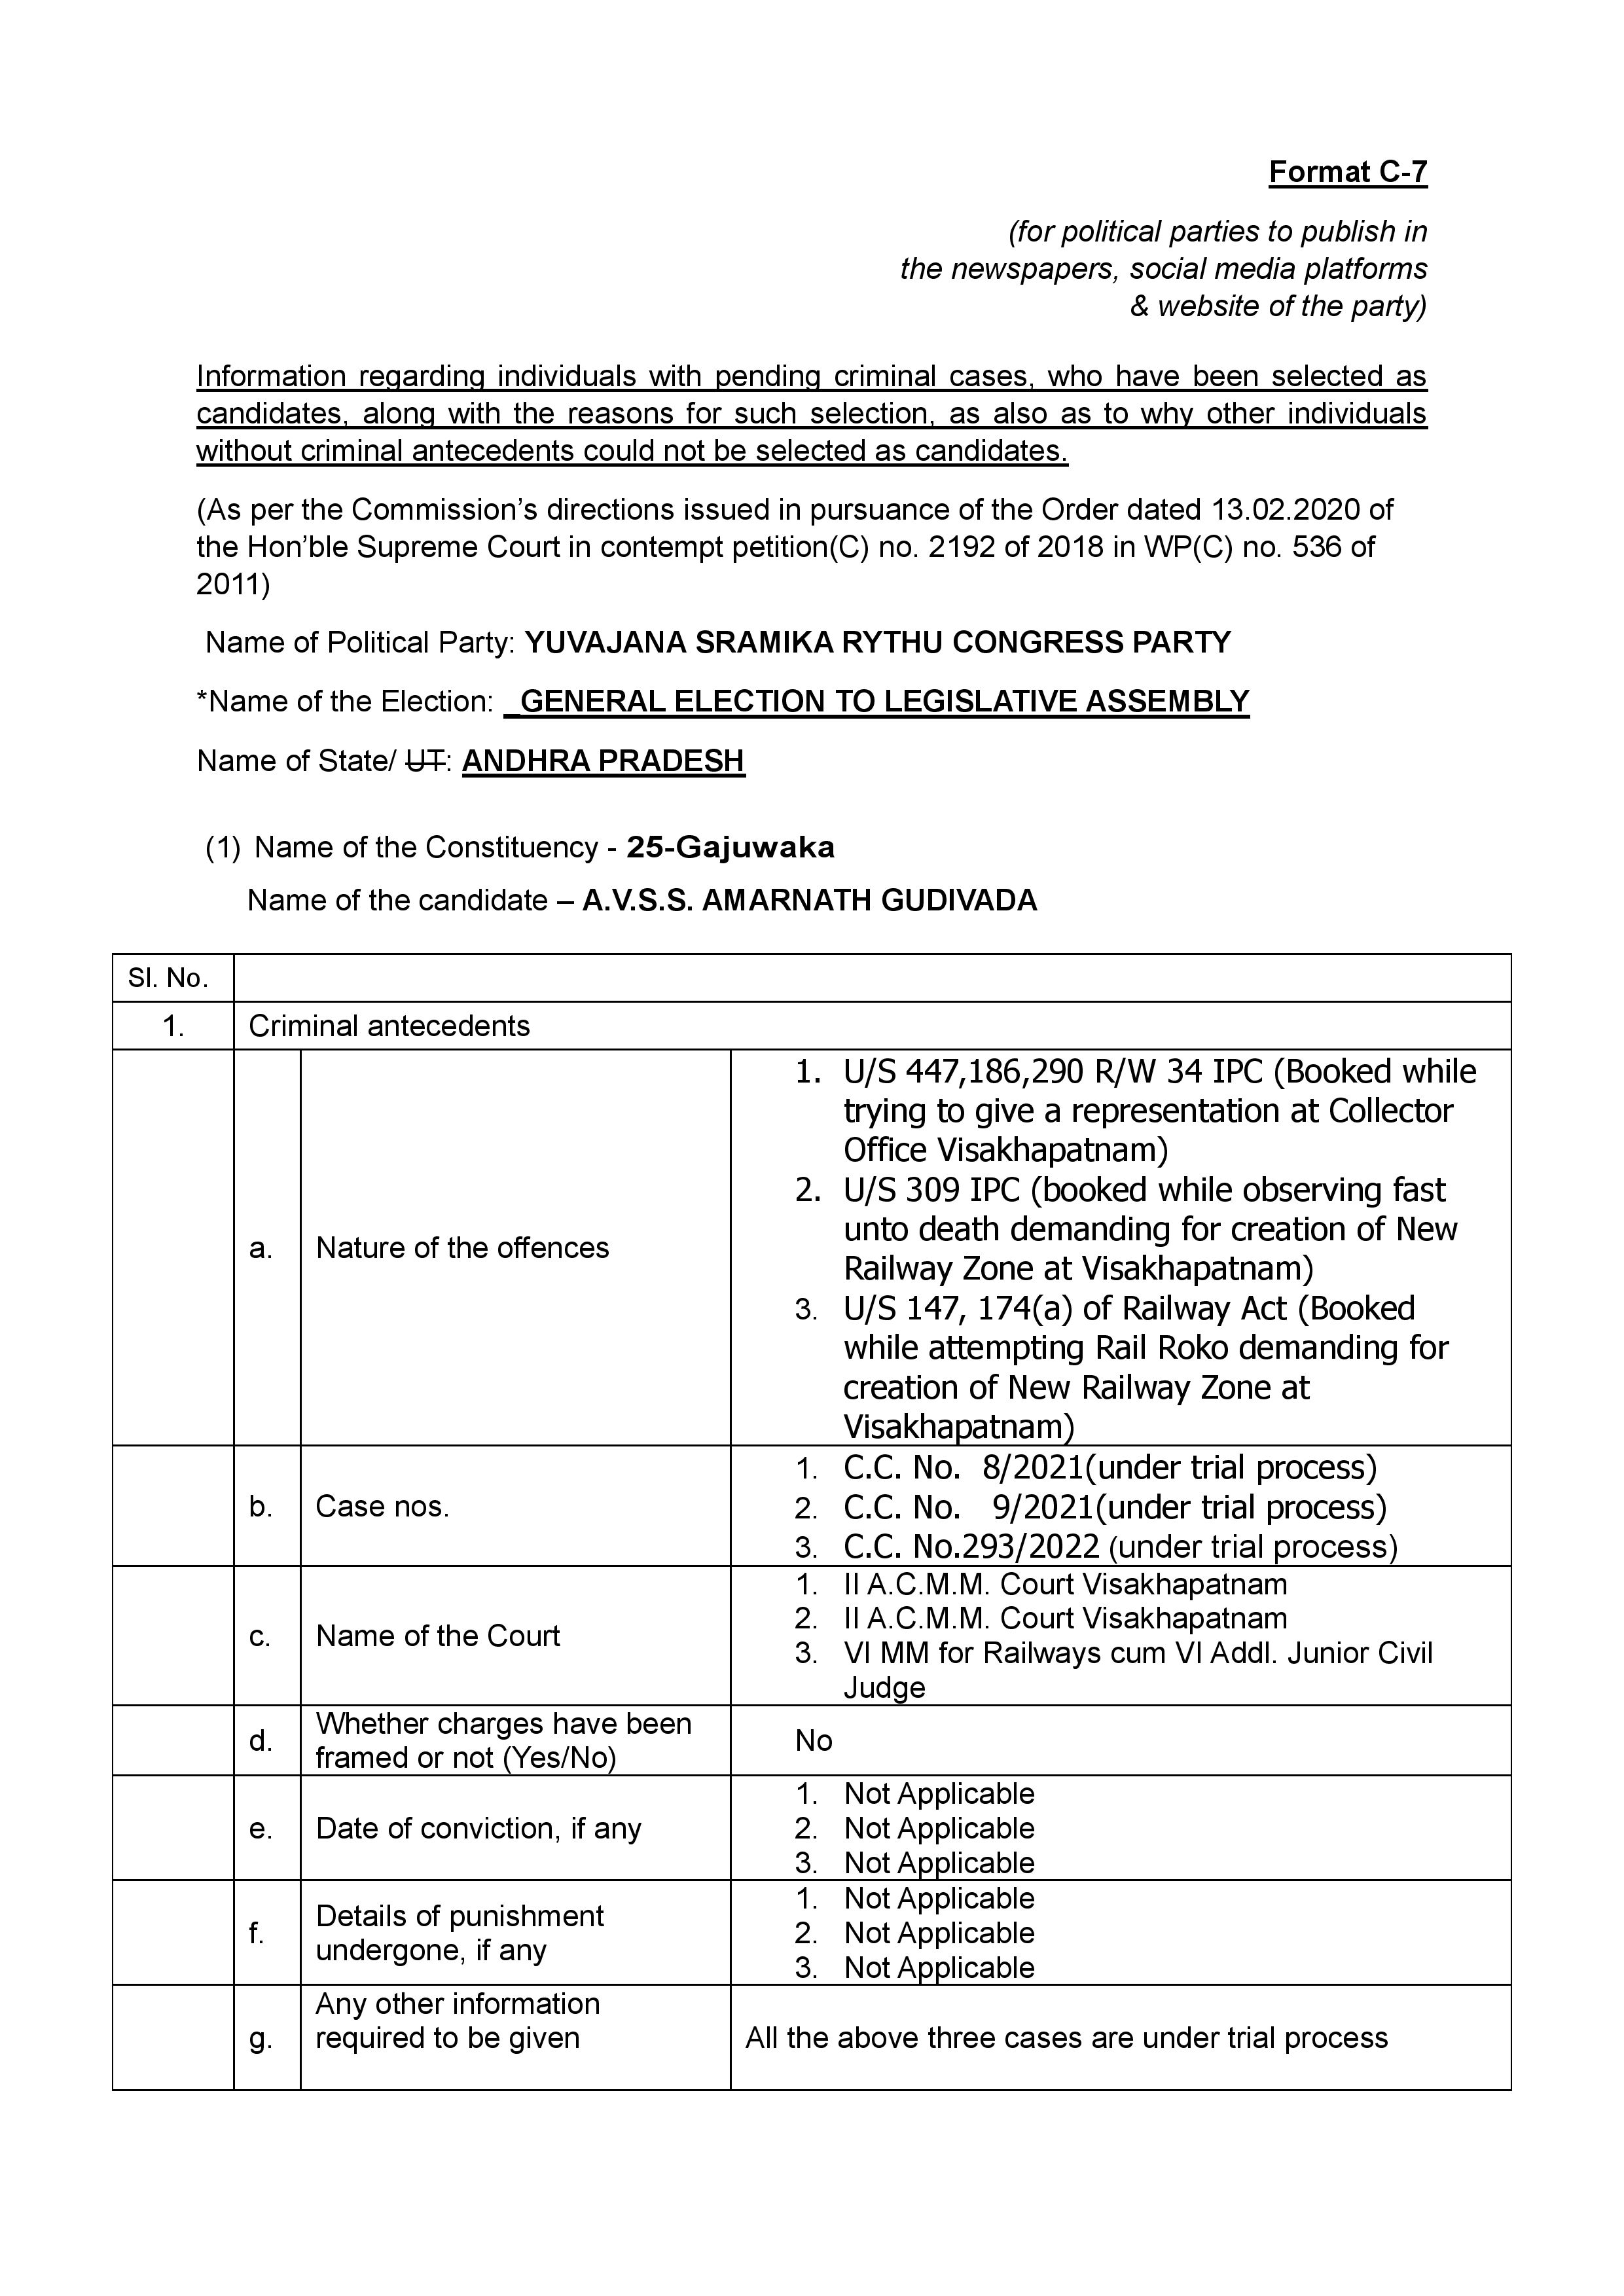 Format C-7
(for political parties to publish in
the newspapers, social media platforms
& website of the party)
Information regarding individuals with pending criminal cases, who have been selected as
candidates, along with the reasons for such selection, as also as to why other individuals
without criminal antecedents could not be selected as candidates.
(As per the Commission’s directions issued in pursuance of the Order dated 13.02.2020 of
the Hon’ble Supreme Court in contempt petition(C) no. 2192 of 2018 in WP(C) no. 536 of
2011)
Name of Political Party: YUVAJANA SRAMIKA RYTHU CONGRESS PARTY
*Name of the Election: _GENERAL ELECTION TO LEGISLATIVE ASSEMBLY
Name of State/ UT: ANDHRA PRADESH
(1) Name of the Constituency - 25-Gajuwaka
Name of the candidate – A.V.S.S. AMARNATH GUDIVADA
Sl. No.
1. Criminal antecedents
a. Nature of the offences
1. U/S 447,186,290 R/W 34 IPC (Booked while
trying to give a representation at Collector
Office Visakhapatnam)
2. U/S 309 IPC (booked while observing fast
unto death demanding for creation of New
Railway Zone at Visakhapatnam)
3. U/S 147, 174(a) of Railway Act (Booked
while attempting Rail Roko demanding for
creation of New Railway Zone at
Visakhapatnam)
b. Case nos.
1. C.C. No. 8/2021(under trial process)
2. C.C. No. 9/2021(under trial process)
3. C.C. No.293/2022 (under trial process)
c. Name of the Court
1. II A.C.M.M. Court Visakhapatnam
2. II A.C.M.M. Court Visakhapatnam
3. VI MM for Railways cum VI Addl. Junior Civil
Judge
d. Whether charges have been
framed or not (Yes/No)
No
e. Date of conviction, if any
1. Not Applicable
2. Not Applicable
3. Not Applicable
f. Details of punishment
undergone, if any
1. Not Applicable
2. Not Applicable
3. Not Applicable
g. Any other information
required to be given
All the above three cases are under trial process